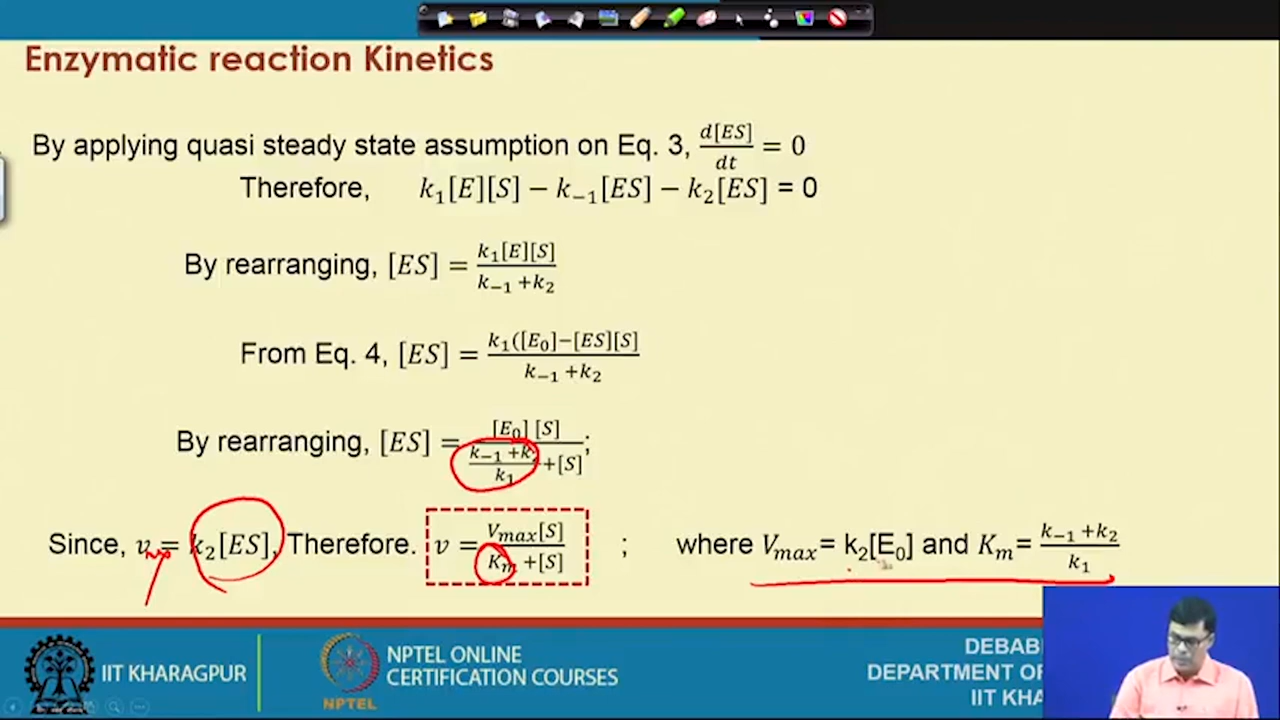 Enzymatic reaction Kinetics
By applying quasi steady state assumption on Eq. 3, d[ES]/dt = 0
Therefore, k₁[E][S] − k₋₁[ES] − k₂[ES] = 0
By rearranging, [ES] = k₁[E][S]/k₋₁ +k₂
From Eq. 4, [ES] = k₁([E₀]−[ES][S]/k₋₁ +k₂
By rearranging, [ES] = [E₀] [S]/k₋₁ +k₂/k₁ +[S];
Since, v = k₂[ES], Therefore. v = Vₘₐₓ[S]/Kₘ +[S] ; where Vₘₐₓ= k₂[E₀] and Kₘ= k₋₁ +k₂/k₁
IIT KHARAGPUR
NPTEL
NPTEL ONLINE
CERTIFICATION COURSES
DEPARTMENT OF